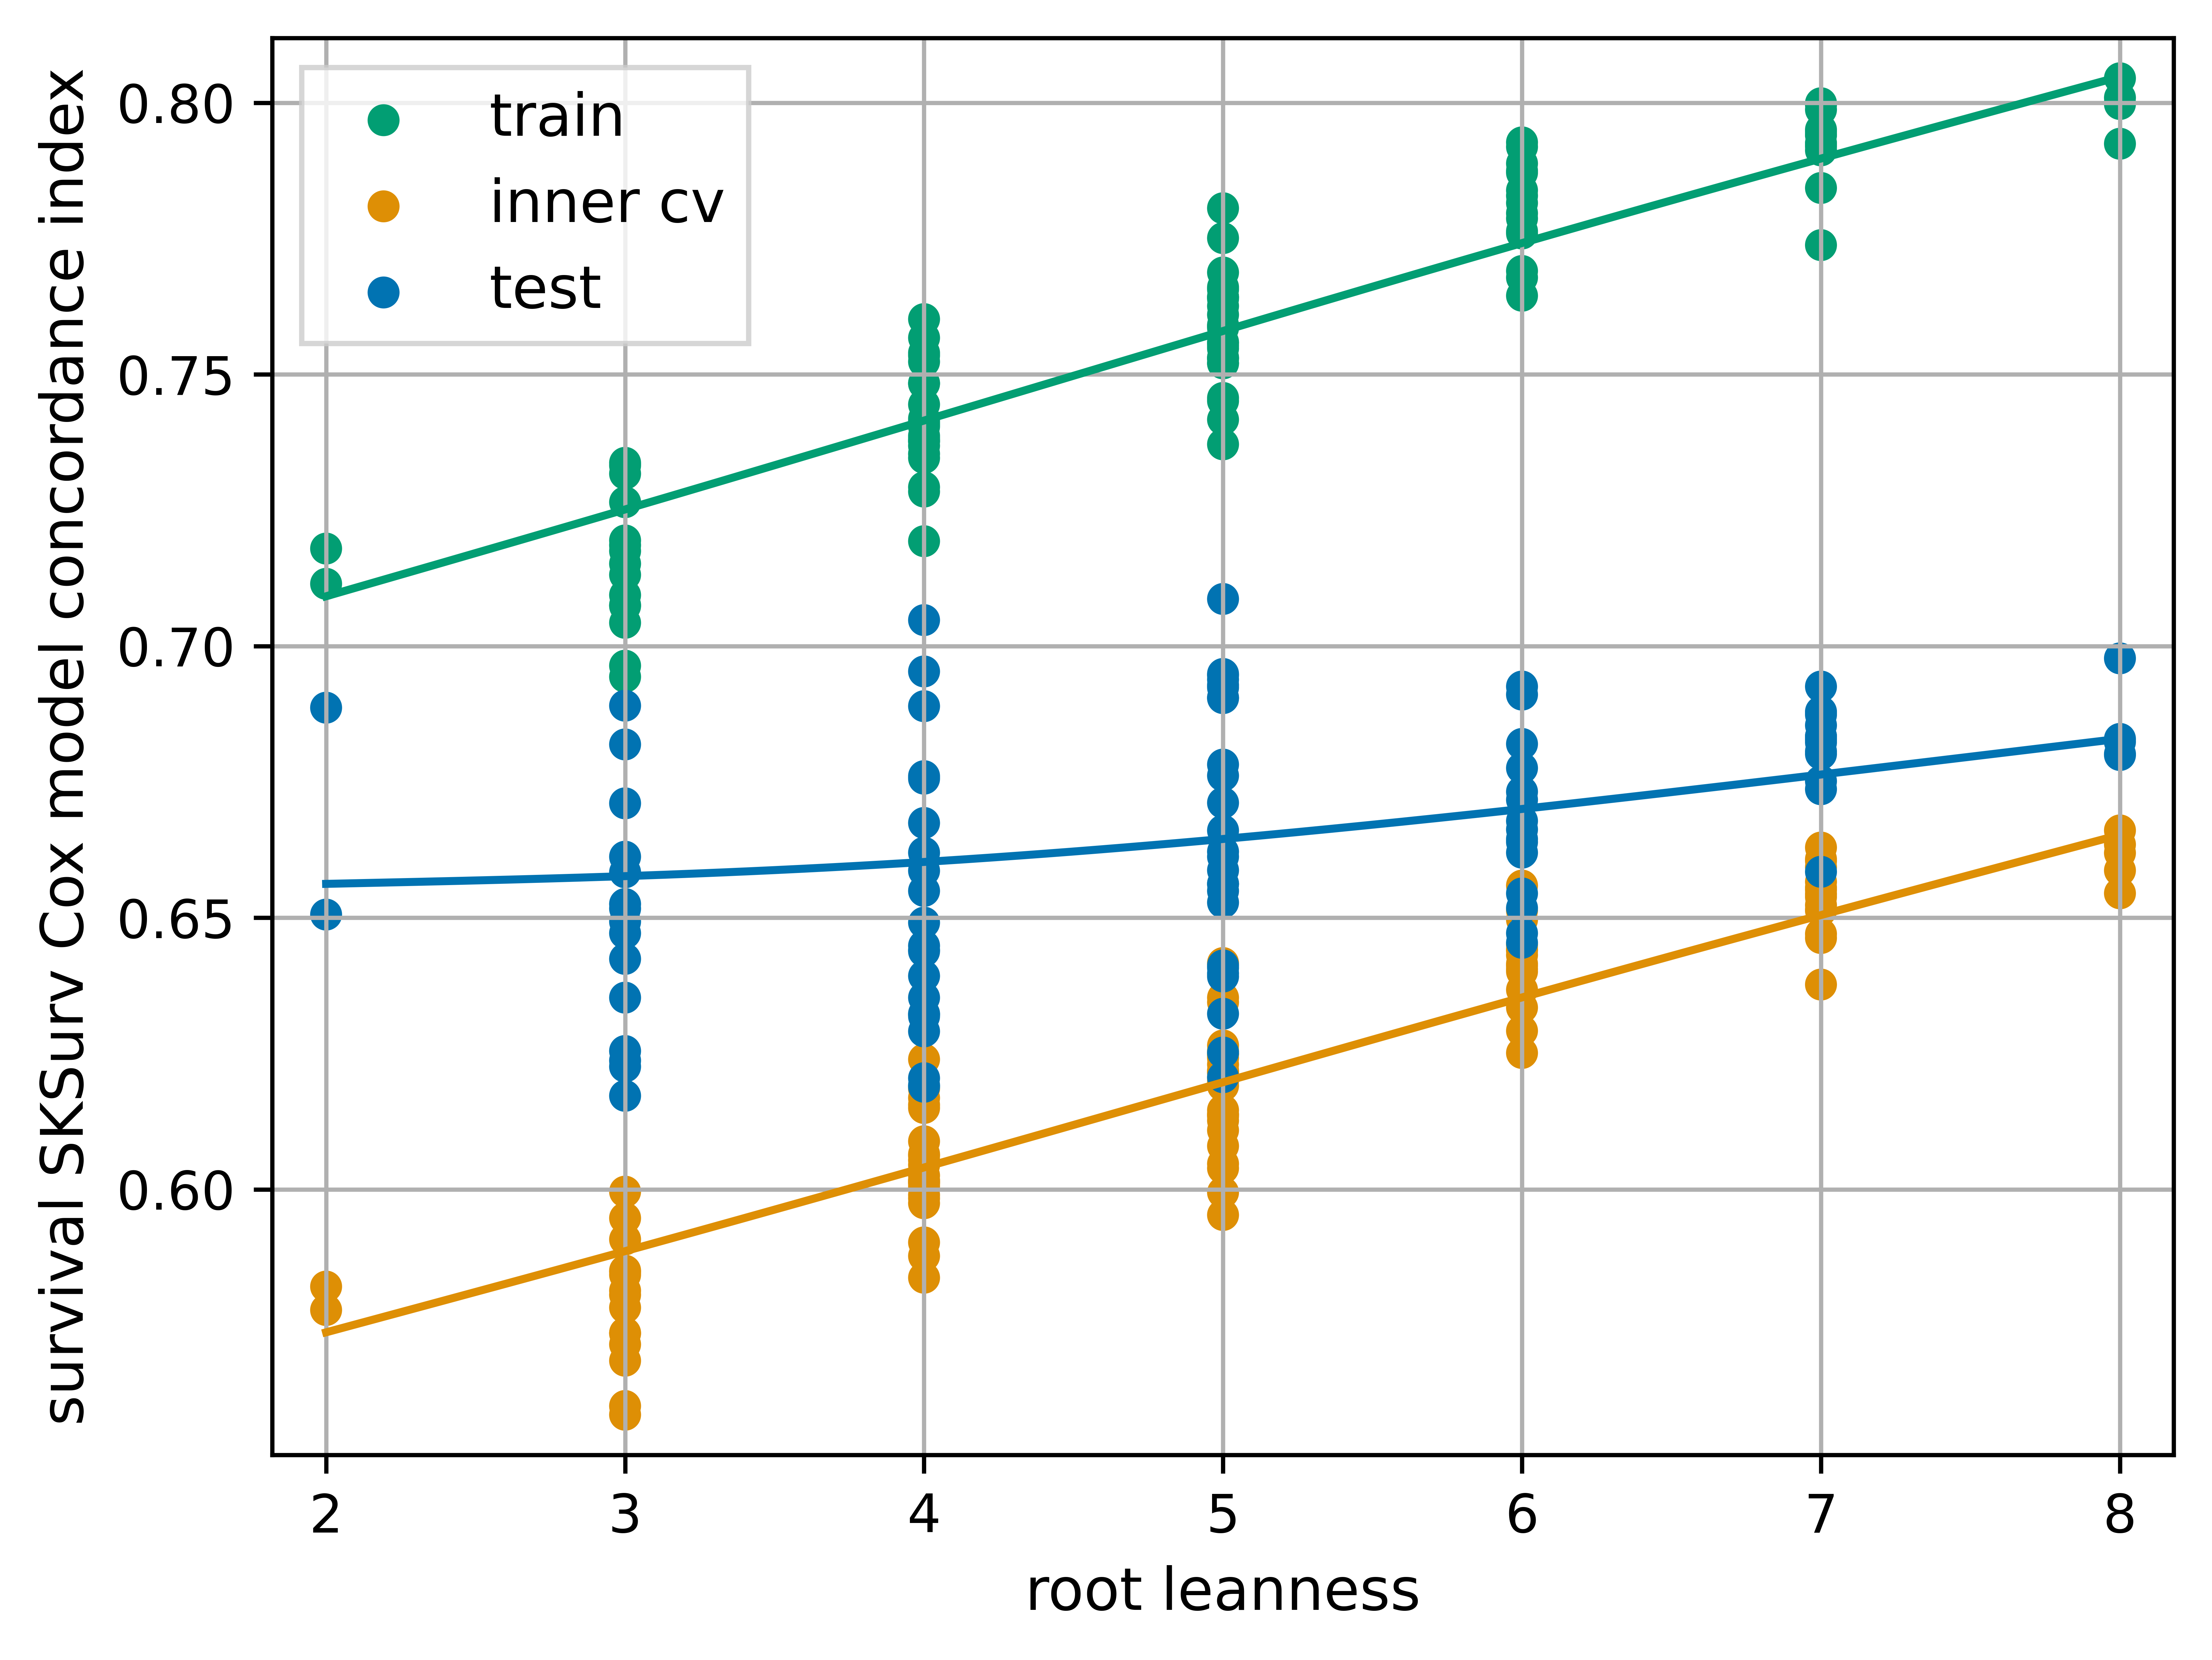 survival SKSurv Cox model concordance index
0.80
0.75
0.70
0.65
0.60
train
inner cv
test
2 3 4 5 6 7 8
root leanness